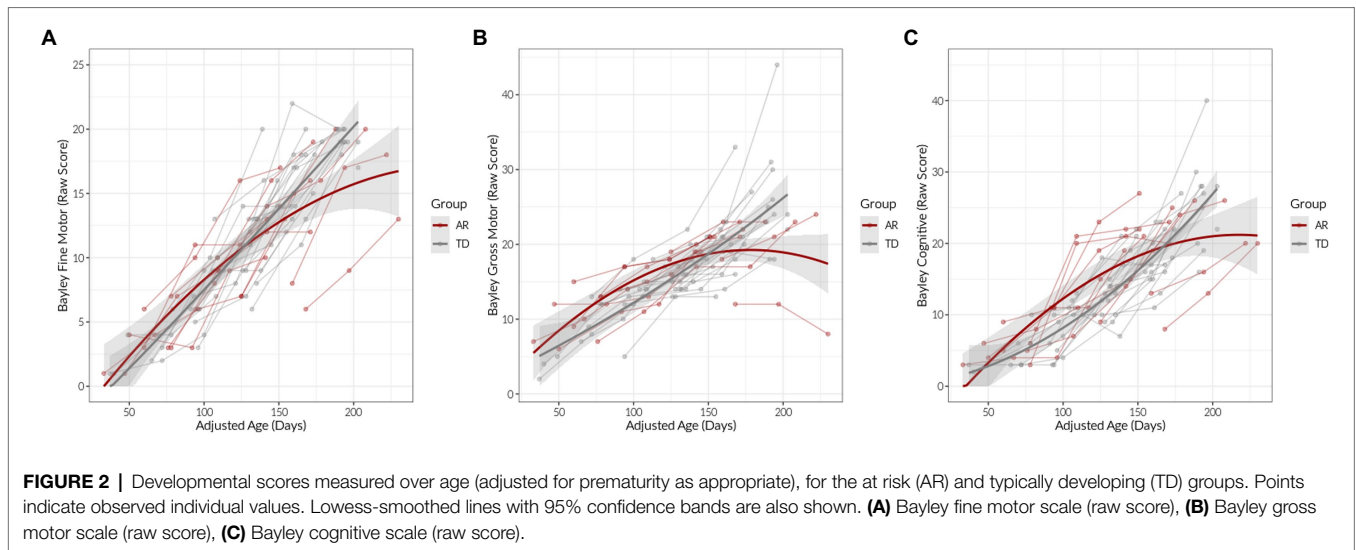 A
B
C
25
20
15
10
5
0
50
100
150
200
Bayley Fine Motor (Raw Score)
Adjusted Age (Days)
Group
AR
TD
40
30
20
10
0
50
100
150
200
Bayley Gross Motor (Raw Score)
Adjusted Age (Days)
Group
AR
TD
40
30
20
10
0
50
100
150
200
Bayley Cognitive (Raw Score)
Adjusted Age (Days)
Group
AR
TD
FIGURE 2 | Developmental scores measured over age (adjusted for prematurity as appropriate), for the at risk (AR) and typically developing (TD) groups. Points
indicate observed individual values. Lowess-smoothed lines with 95% confidence bands are also shown. (A) Bayley fine motor scale (raw score), (B) Bayley gross
motor scale (raw score), (C) Bayley cognitive scale (raw score).